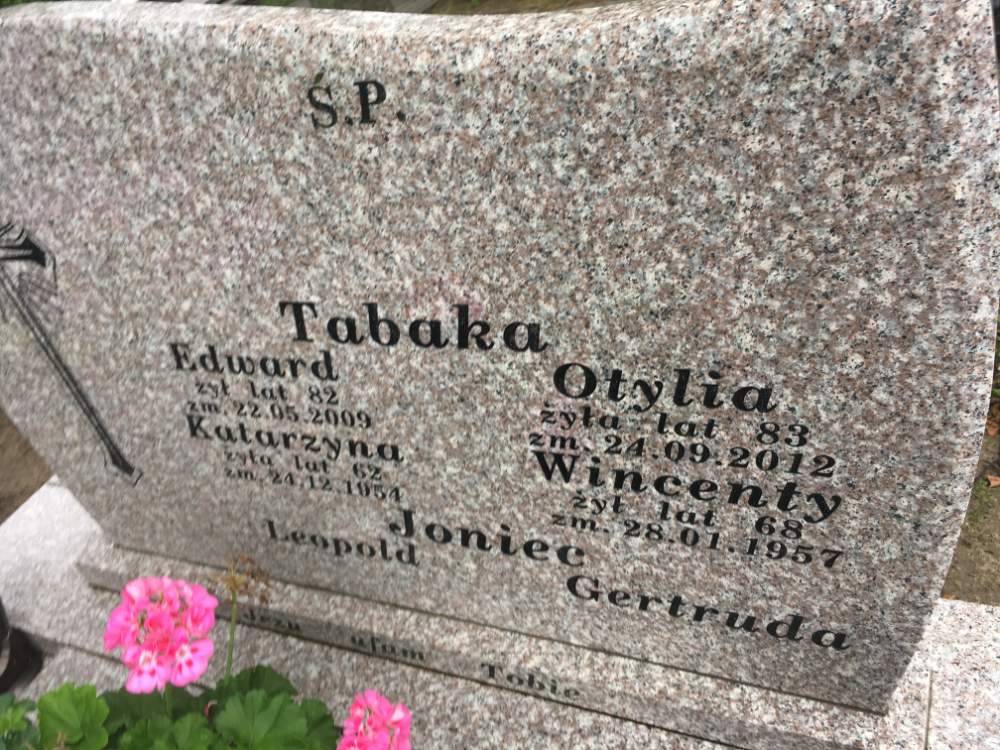 S.P.
Tabaka
Edward
żył lat 82
zm. 22.05.2009
Otylia
żyła lat 83
zm. 24.09.2012
Katarzyna
żyła lat 62
zm. 24.12.1954
Wincenty
żył lat 68
zm. 28.01.1957
Joniec
Leopold
Gertruda
ufam Tobie